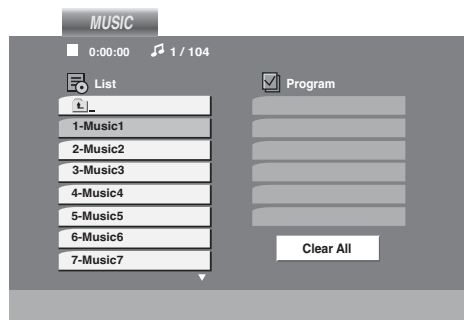 MUSIC
0:00:00 1 / 104
List
Program
1-Music1
2-Music2
3-Music3
4-Music4
5-Music5
6-Music6
7-Music7
Clear All